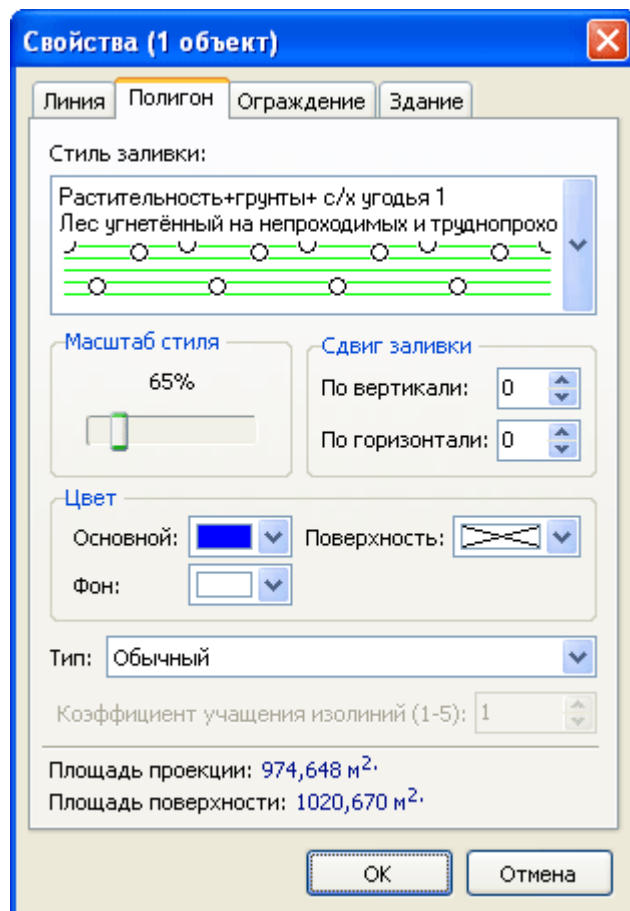 Свойства (1 объект)
Линия Полигон Ограждение Здание
Стиль заливки:
Растительность+грунты+ с/х угодья 1
Лес угнетённый на непроходимых и труднопрохо
Масштаб стиля
65%
Сдвиг заливки
По вертикали: 0
По горизонтали: 0
Цвет
Основной: Поверхность:
Фон:
Тип: Обычный
Коэффициент учащения изолиний (1-5): 1
Площадь проекции: 974,648 м2.
Площадь поверхности: 1020,670 м2.
OK Отмена